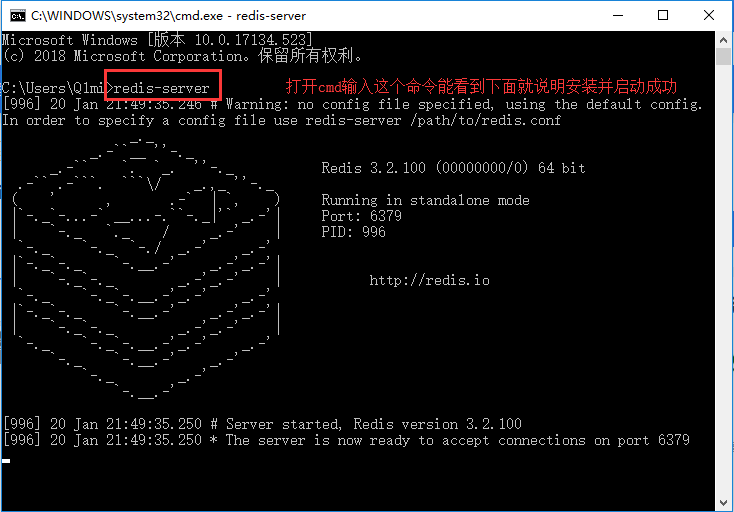 C:\WINDOWS\system32\cmd.exe - redis-server
Microsoft Windows [版本 10.0.17134.523]
(c) 2018 Microsoft Corporation。保留所有权利。
C:\Users\Q1mi>redis-server
打开cmd输入这个命令能看到下面就说明安装并启动成功
[996] 20 Jan 21:49:35.246 # Warning: no config file specified, using the default config.
In order to specify a config file use redis-server /path/to/redis.conf
Redis 3.2.100 (00000000/0) 64 bit
Running in standalone mode
Port: 6379
PID: 996
http://redis.io
[996] 20 Jan 21:49:35.250 # Server started, Redis version 3.2.100
[996] 20 Jan 21:49:35.250 * The server is now ready to accept connections on port 6379